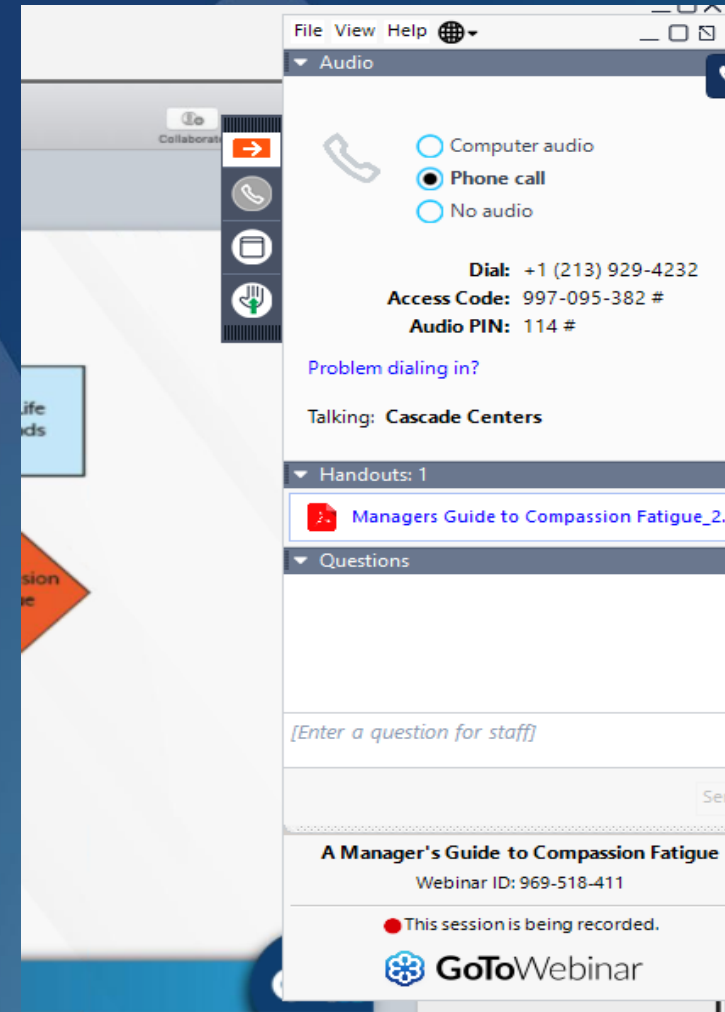 File View Help
Audio
Collaborate
Computer audio
Phone call
No audio
Dial: +1 (213) 929-4232
Access Code: 997-095-382 #
Audio PIN: 114 #
Problem dialing in?
Talking: Cascade Centers
Handouts: 1
Managers Guide to Compassion Fatigue_2.
Questions
[Enter a question for staff]
A Manager's Guide to Compassion Fatigue
Webinar ID: 969-518-411
This session is being recorded.
GoToWebinar